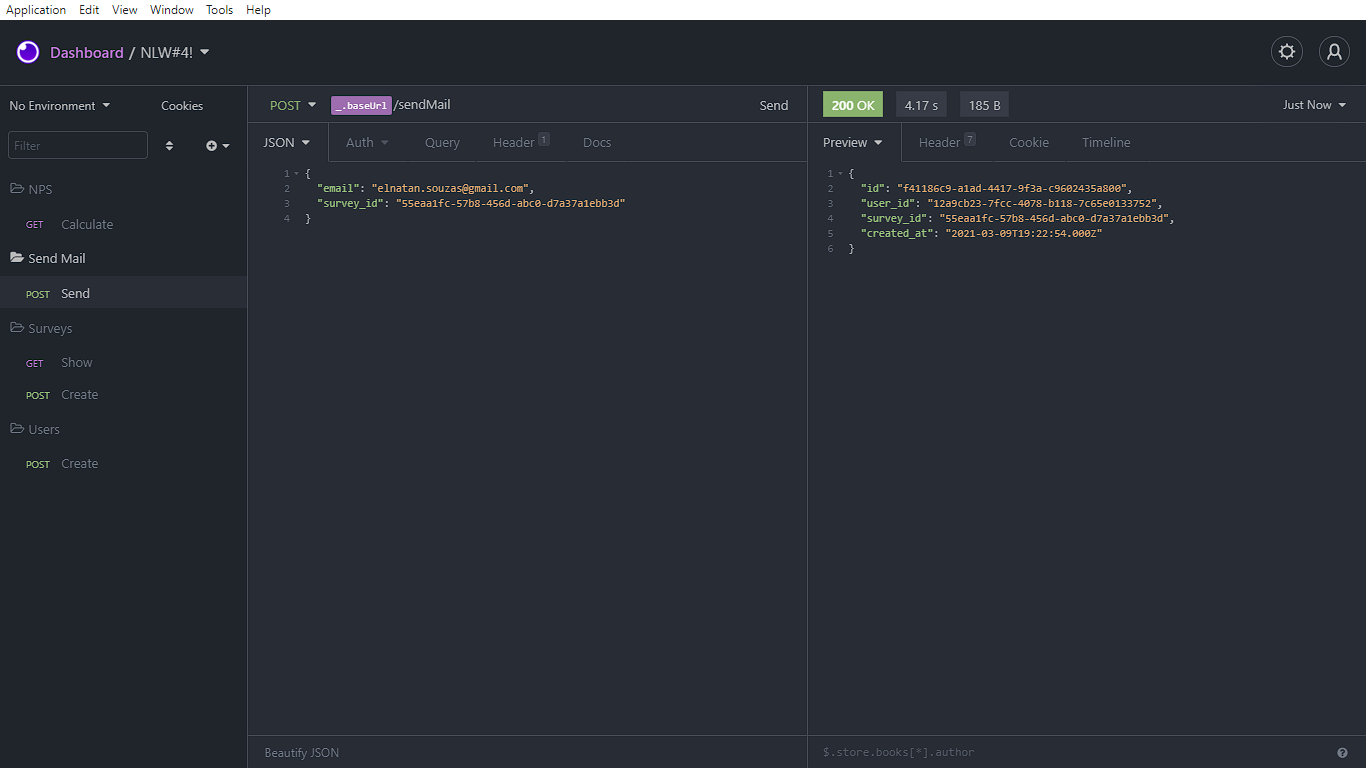 Application Edit View Window Tools Help
Dashboard / NLW#4!
No Environment Cookies
Filter
NPS
GET Calculate
Send Mail
POST Send
Surveys
GET Show
POST Create
Users
POST Create
POST _.baseUrl/sendMail Send
JSON Auth Query Header 1 Docs
1 {
2 "email": "elnatan.souzas@gmail.com",
3 "survey_id": "55eaa1fc-57b8-456d-abc0-d7a37a1ebb3d"
4 }
Beautify JSON
200 OK 4.17 s 185 B Just Now
Preview Header 7 Cookie Timeline
1 {
2 "id": "f41186c9-a1ad-4417-9f3a-c9602435a800",
3 "user_id": "12a9cb23-7fcc-4078-b118-7c65e0133752",
4 "survey_id": "55eaa1fc-57b8-456d-abc0-d7a37a1ebb3d",
5 "created_at": "2021-03-09T19:22:54.000Z"
6 }
$.store.books[*].author